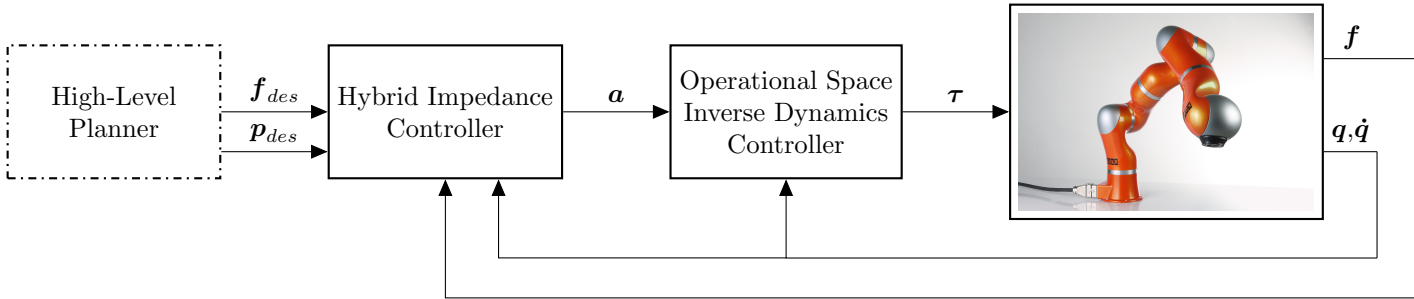 High-Level
Planner
f_des
p_des
Hybrid Impedance
Controller
a
Operational Space
Inverse Dynamics
Controller
τ
f
q,q̇